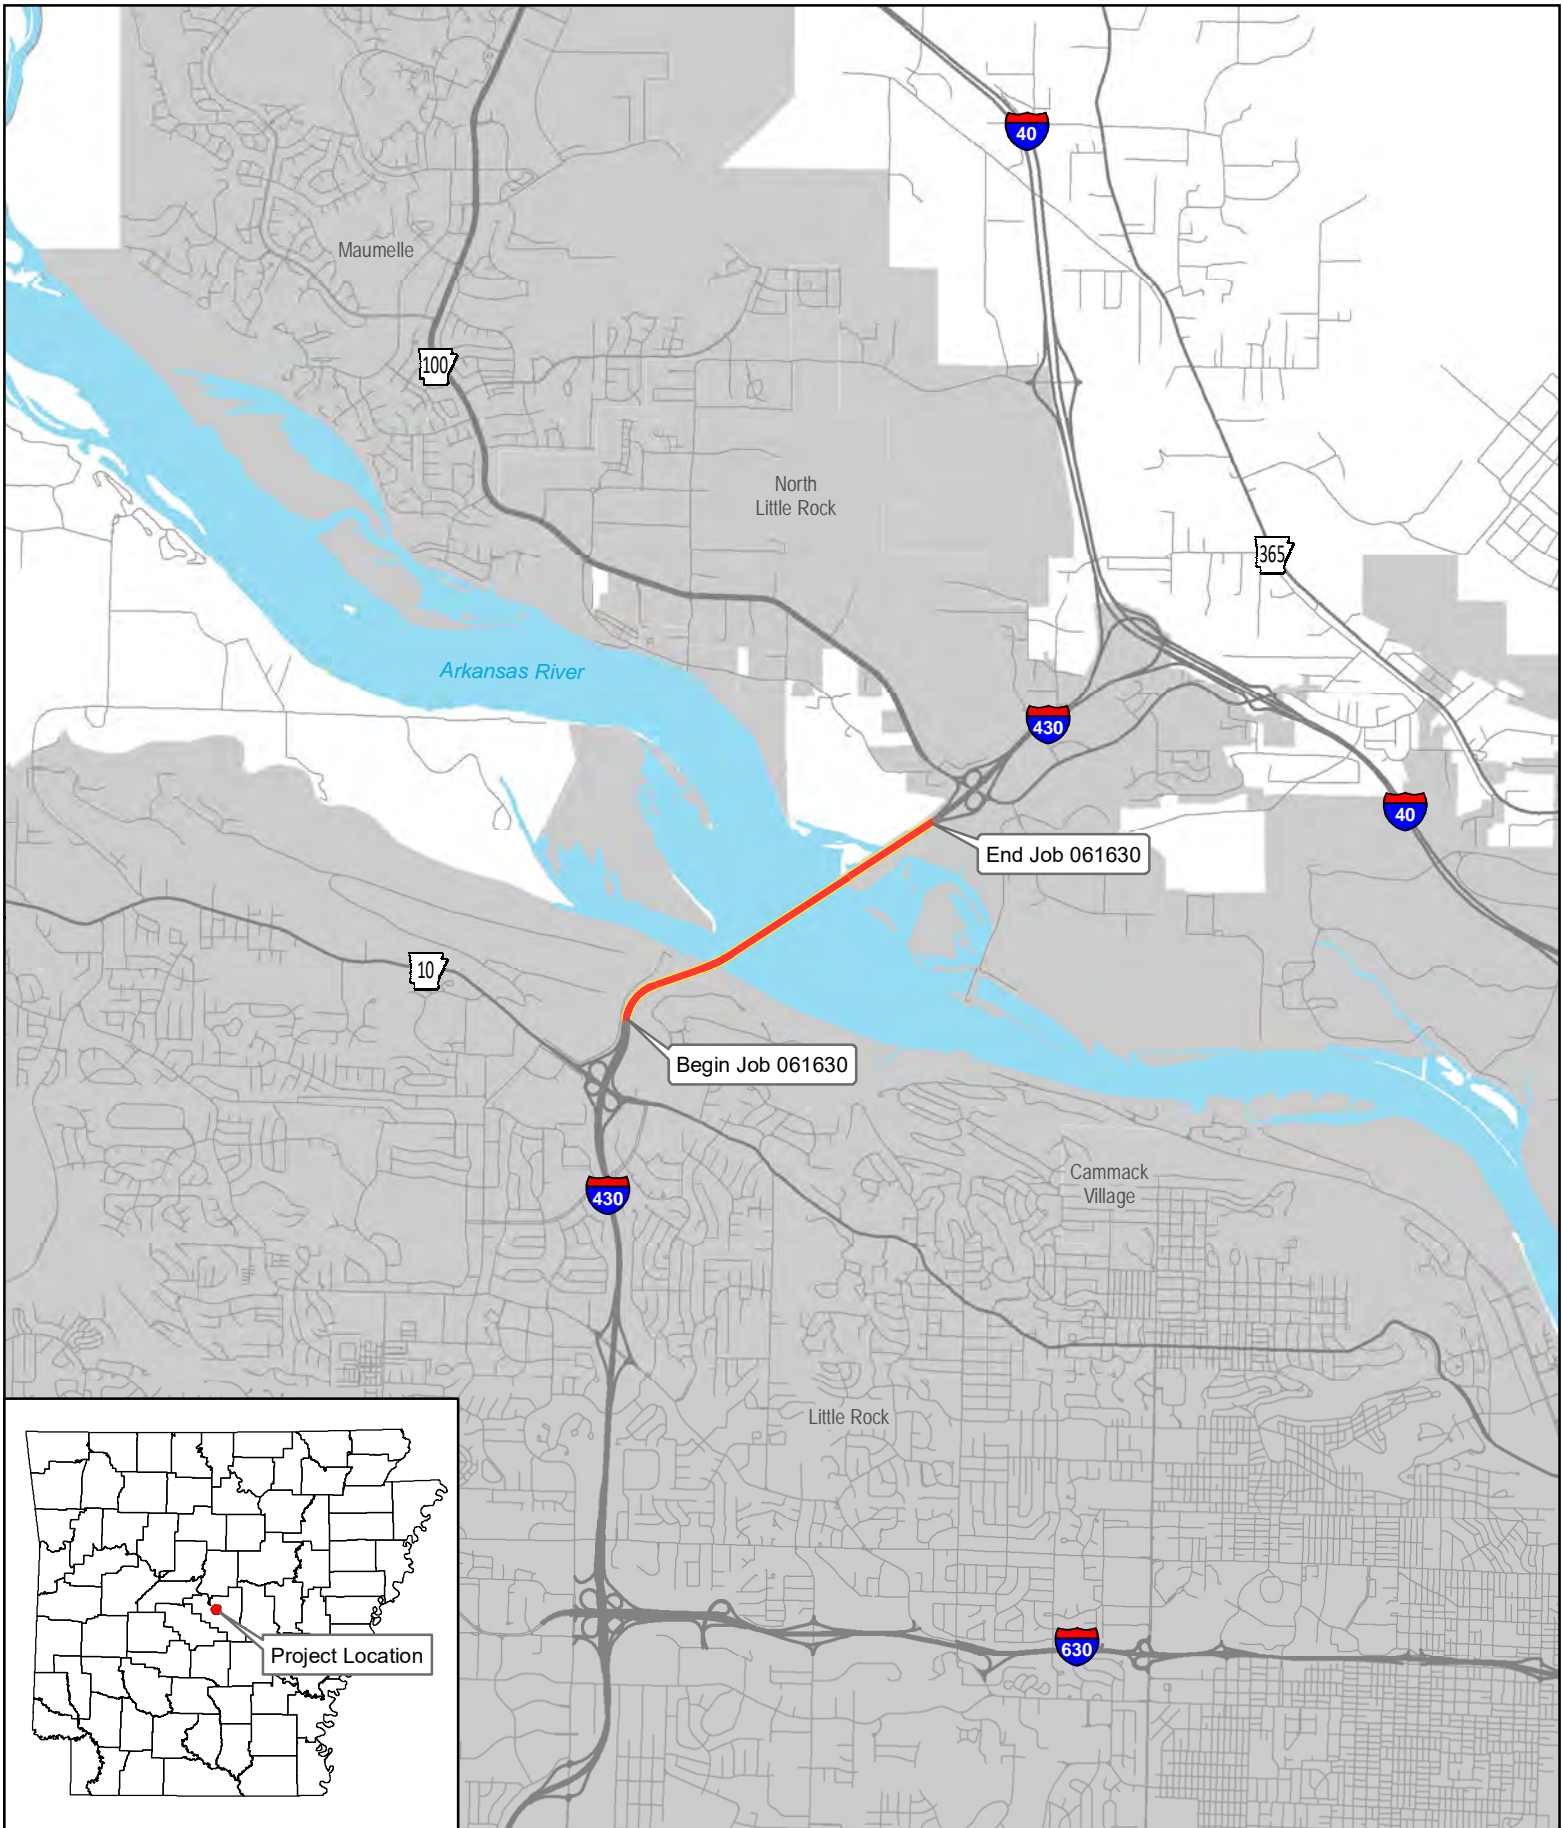 40
Maumelle
100
North
Little Rock
365
Arkansas River
430
40
End Job 061630
10
Begin Job 061630
Cammack
Village
430
Little Rock
630
Project Location